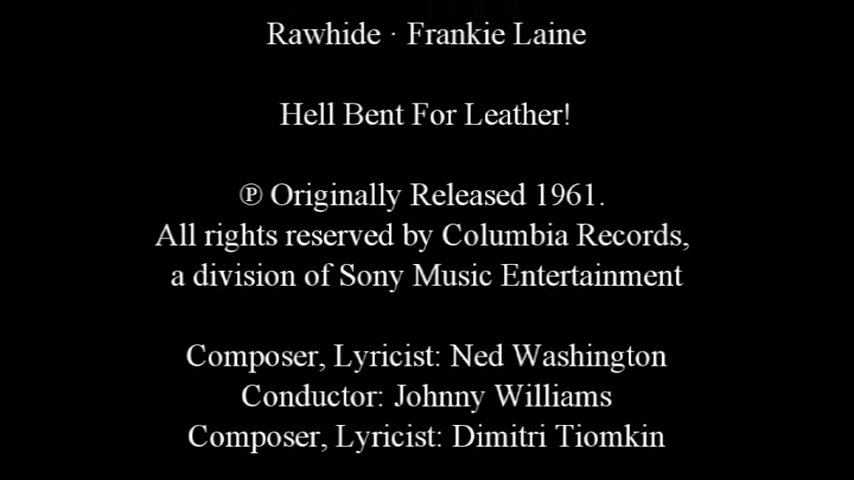 Rawhide · Frankie Laine
Hell Bent For Leather!
℗ Originally Released 1961.
All rights reserved by Columbia Records,
a division of Sony Music Entertainment
Composer, Lyricist: Ned Washington
Conductor: Johnny Williams
Composer, Lyricist: Dimitri Tiomkin